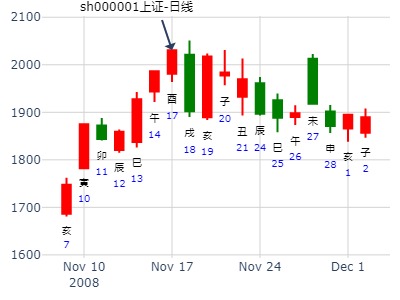 sh000001上证-日线
2100
2000
1900
1800
1700
1600
亥
7
寅
10
卯
11
辰
12
巳
13
午
14
酉
17
戌
18
亥
19
子
20
丑
21
辰
24
巳
25
午
26
未
27
申
28
亥
1
子
2
Nov 10
2008
Nov 17
Nov 24
Dec 1